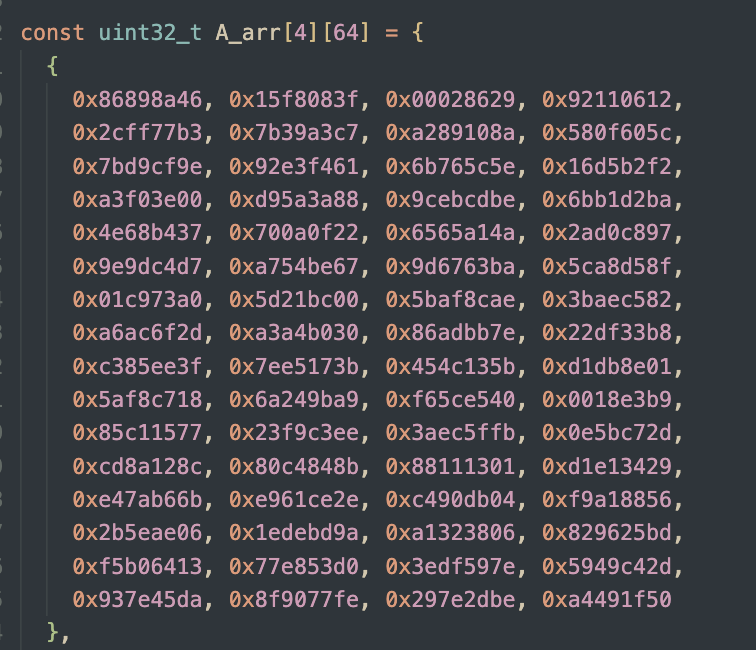 const uint32_t A_arr[4][64] = {
{
0x86898a46, 0x15f8083f, 0x00028629, 0x92110612,
0x2cff77b3, 0x7b39a3c7, 0xa289108a, 0x580f605c,
0x7bd9cf9e, 0x92e3f461, 0x6b765c5e, 0x16d5b2f2,
0xa3f03e00, 0xd95a3a88, 0x9cebcdbe, 0x6bb1d2ba,
0x4e68b437, 0x700a0f22, 0x6565a14a, 0x2ad0c897,
0x9e9dc4d7, 0xa754be67, 0x9d6763ba, 0x5ca8d58f,
0x01c973a0, 0x5d21bc00, 0x5baf8cae, 0x3baec582,
0xa6ac6f2d, 0xa3a4b030, 0x86adbb7e, 0x22df33b8,
0xc385ee3f, 0x7ee5173b, 0x454c135b, 0xd1db8e01,
0x5af8c718, 0x6a249ba9, 0xf65ce540, 0x0018e3b9,
0x85c11577, 0x23f9c3ee, 0x3aec5ffb, 0x0e5bc72d,
0xcd8a128c, 0x80c4848b, 0x88111301, 0xd1e13429,
0xe47ab66b, 0xe961ce2e, 0xc490db04, 0xf9a18856,
0x2b5eae06, 0x1edebd9a, 0xa1323806, 0x829625bd,
0xf5b06413, 0x77e853d0, 0x3edf597e, 0x5949c42d,
0x937e45da, 0x8f9077fe, 0x297e2dbe, 0xa4491f50
},